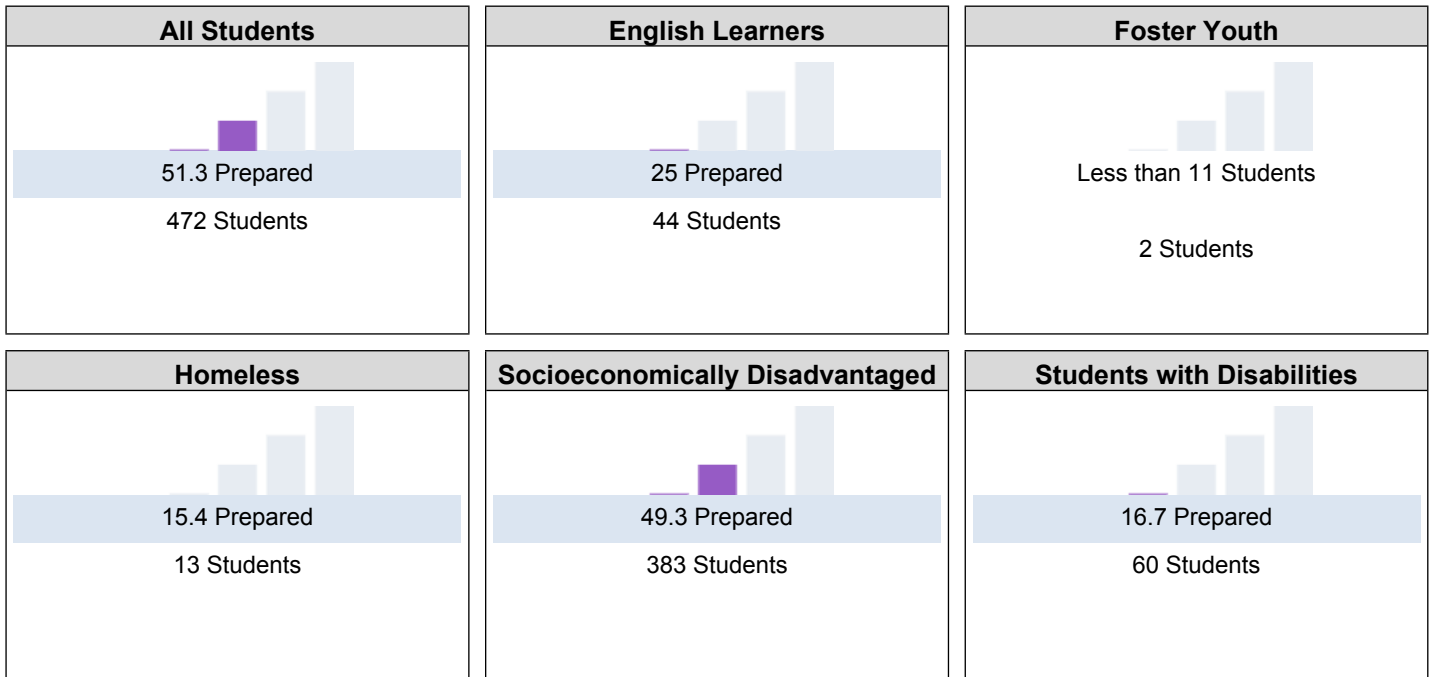 All Students
51.3 Prepared
472 Students
English Learners
25 Prepared
44 Students
Foster Youth
Less than 11 Students
2 Students
Homeless
15.4 Prepared
13 Students
Socioeconomically Disadvantaged
49.3 Prepared
383 Students
Students with Disabilities
16.7 Prepared
60 Students